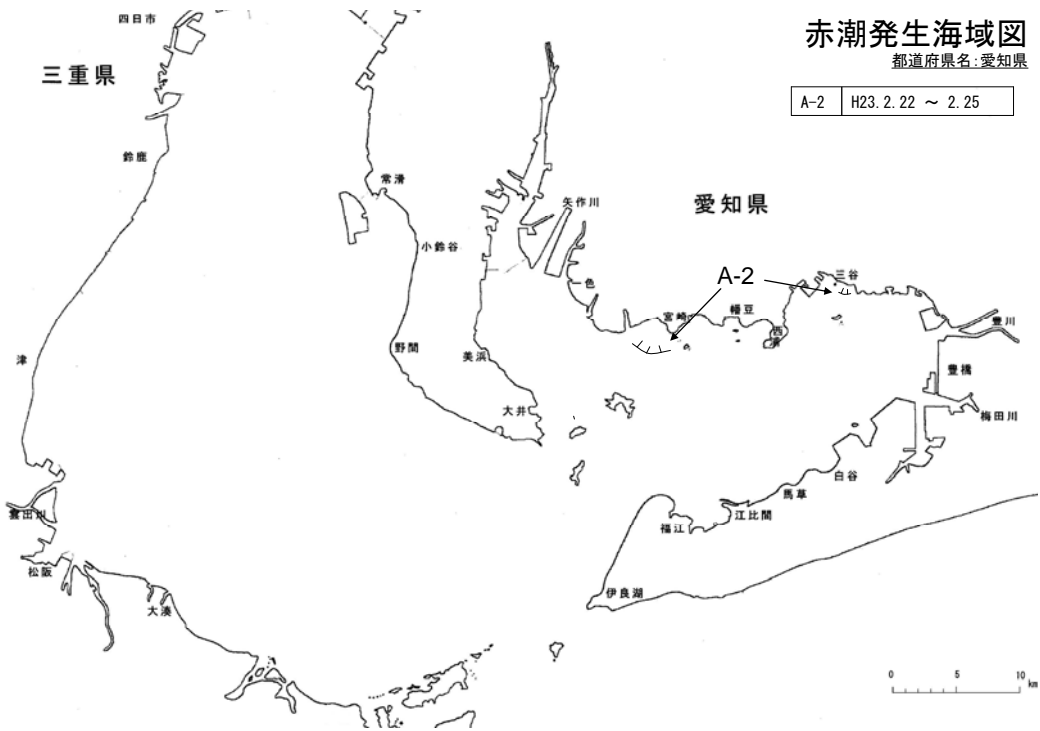 赤潮発生海域図
都道府県名：愛知県
A-2 H23.2.22 ～ 2.25
四日市
三重県
鈴鹿
常滑
矢作川
愛知県
小鈴谷
一色
A-2
三谷
宮崎
幡豆
西浦
豊川
津
野間
美浜
豊橋
大井
梅田川
白谷
馬草
雲出川
福江
江比間
松阪
伊良湖
大湊
0 5 10
km